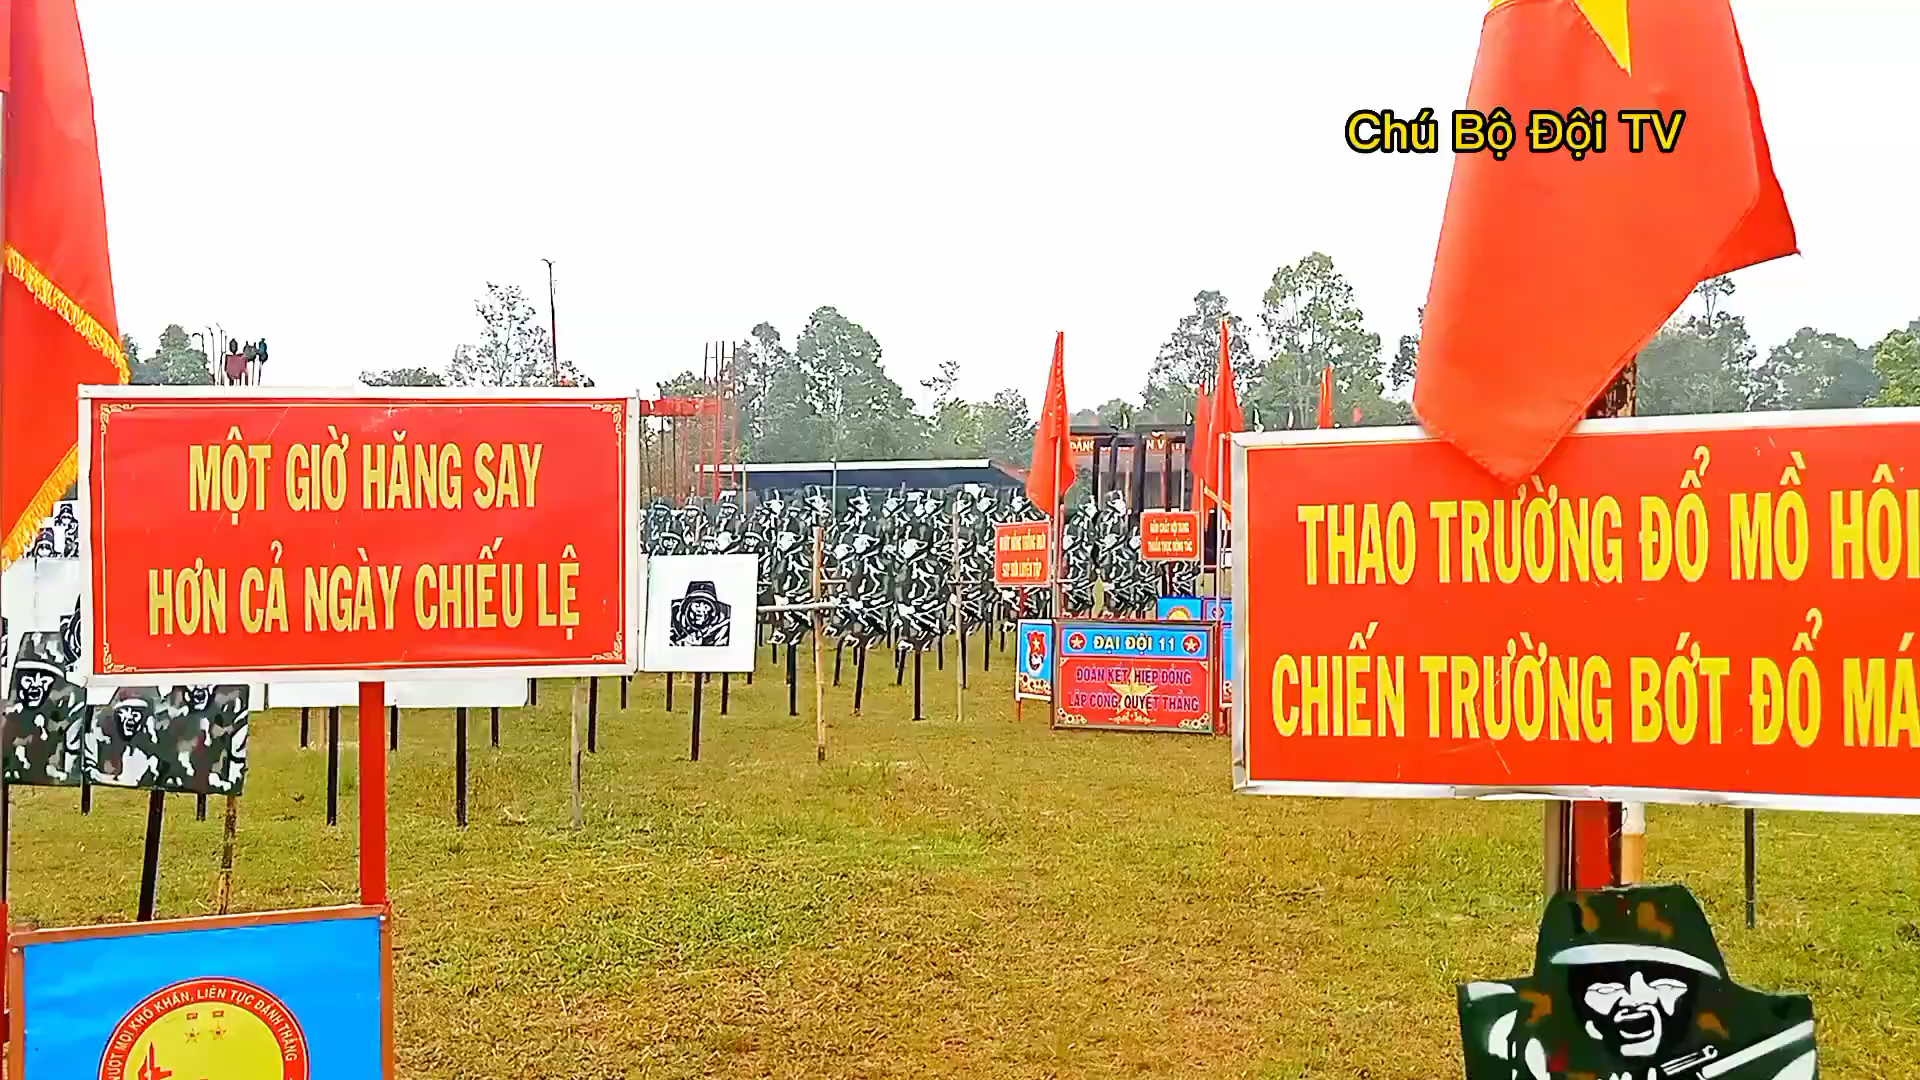 Chú Bộ Đội TV
MỘT GIỜ HĂNG SAY
HƠN CẢ NGÀY CHIẾU LỆ
THAO TRƯỜNG ĐỔ MỒ HÔI
CHIẾN TRƯỜNG BỚT ĐỔ MÁ
ĐẠI ĐỘI 11
ĐOÀN KẾT, HIỆP ĐỒNG
LẬP CÔNG, QUYẾT THẮNG
MỌI KHÓ KHĂN, LIÊN TỤC ĐÁNH THẮNG